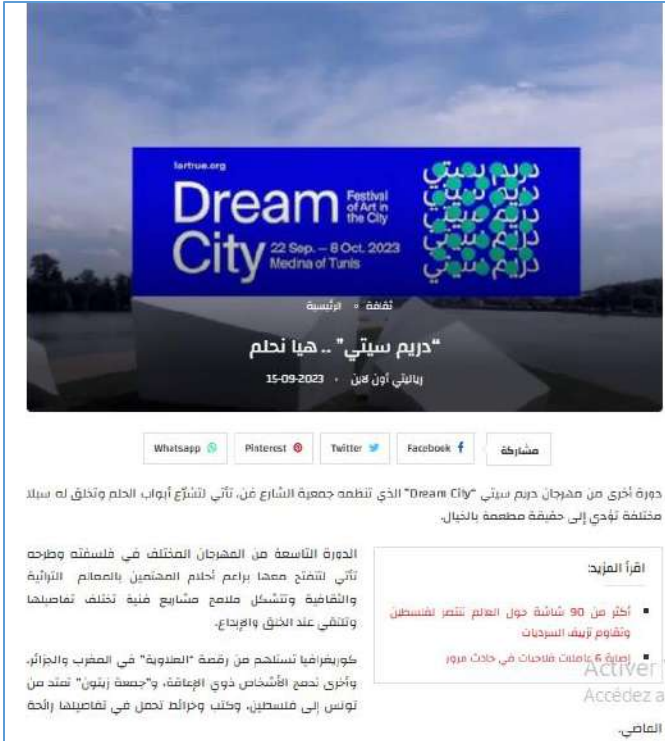 lartrue.org
Dream
City
Festival
of Art in
the City
22 Sep. – 8 Oct. 2023
Medina of Tunis
دريم سيتي
دريم سيتي
دريم سيتي
ثقافة ◦ الرئيسية
“دريم سيتي” .. هيا نحلم
رياليتي أون لاين · 15-09-2023
مشاركة
Facebook
Twitter
Pinterest
Whatsapp
دورة أخرى من مهرجان دريم سيتي “Dream City” الذي تنظمه جمعية الشارع فن، تأتي لتشرّع أبواب الحلم وتخلق له سبلا
مختلفة تؤدي إلى حقيقة مطعمة بالخيال.
اقرأ المزيد:
أكثر من 90 شاشة حول العالم تنتصر لفلسطين
وتقاوم تزييف السرديات
إصابة 6 عاملات فلاحيات في حادث مرور
الدورة التاسعة من المهرجان المختلف في فلسفته وطرحه
تأتي لتتفتح معها براعم أحلام المهتمين بالمعالم التراثية
والثقافية وتتشكل ملامح مشاريع فنية تختلف تفاصيلها
وتلتقي عند الخلق والإبداع.
كوريغرافيا تستلهم من رقصة “العلاوية” في المغرب والجزائر،
وأخرى تدمج الأشخاص ذوي الإعاقة، و“جمعة زيتون” تمتد من
تونس إلى فلسطين، وكتب وخرائط تحمل في تفاصيلها رائحة
الماضي.
Activer
Accédez a